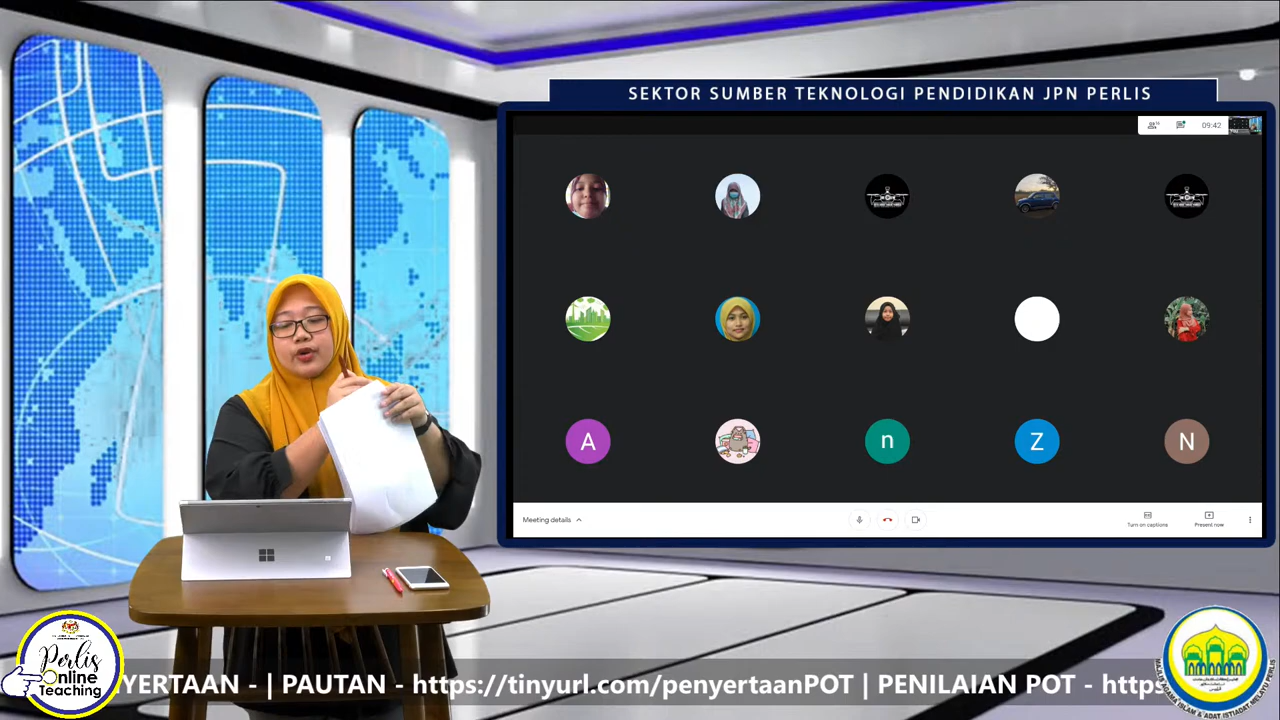 SEKTOR SUMBER TEKNOLOGI PENDIDIKAN JPN PERLIS
09:42
A
n
Z
N
Meeting details
Turn on captions
Present now
Perlis
Online
Teaching
YERTAAN - | PAUTAN - https://tinyurl.com/penyertaanPOT | PENILAIAN POT - https